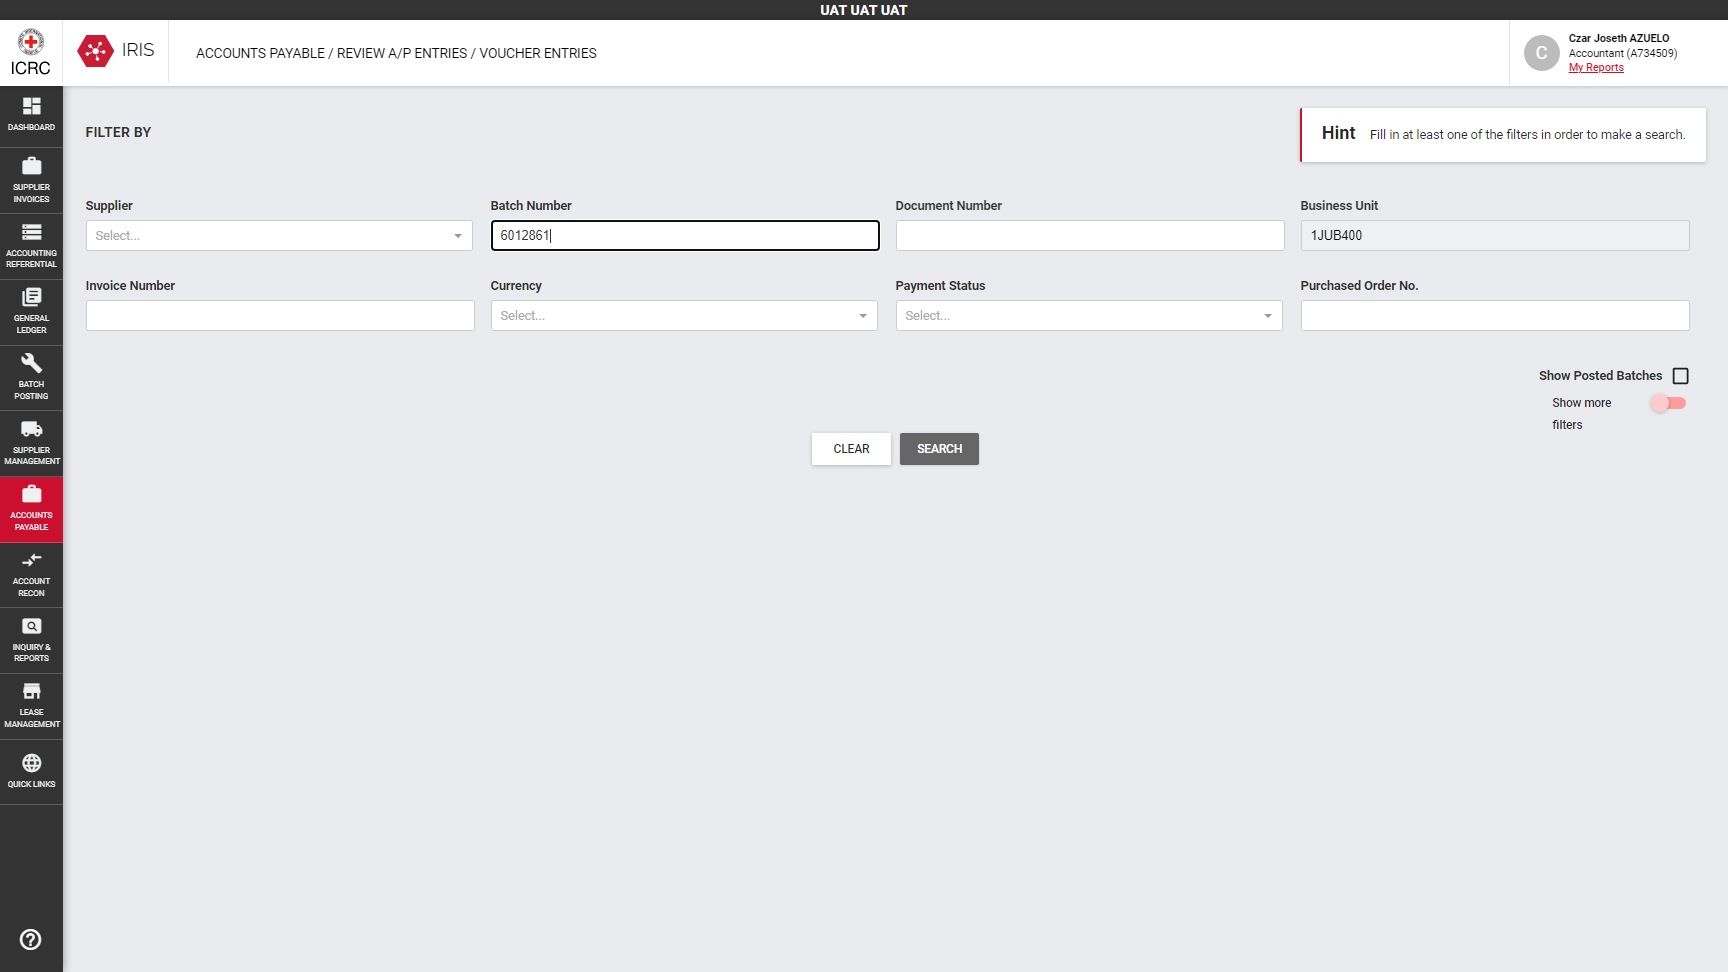 UAT UAT UAT
ICRC
IRIS
ACCOUNTS PAYABLE / REVIEW A/P ENTRIES / VOUCHER ENTRIES
C
Czar Joseth AZUELO
Accountant (A734509)
My Reports
DASHBOARD
SUPPLIER
INVOICES
ACCOUNTING
REFERENTIAL
GENERAL
LEDGER
BATCH
POSTING
SUPPLIER
MANAGEMENT
ACCOUNTS
PAYABLE
ACCOUNT
RECON
INQUIRY &
REPORTS
LEASE
MANAGEMENT
QUICK LINKS
FILTER BY
Hint Fill in at least one of the filters in order to make a search.
Supplier
Select...
Batch Number
6012861
Document Number
Business Unit
1JUB400
Invoice Number
Currency
Select...
Payment Status
Select...
Purchased Order No.
Show Posted Batches
Show more
filters
CLEAR
SEARCH